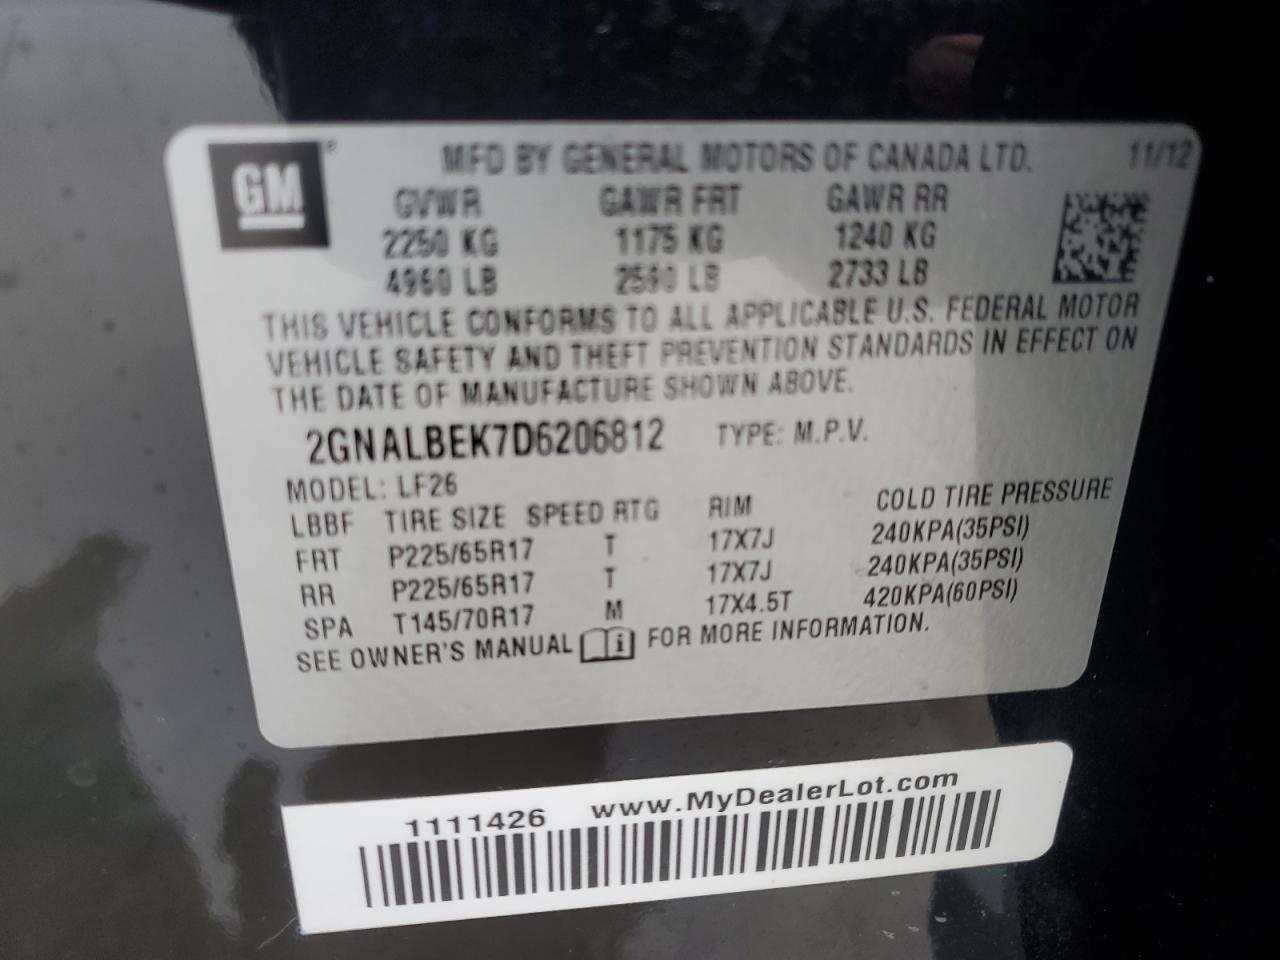 GM® MFD BY GENERAL MOTORS OF CANADA LTD. 11/12
GVWR GAWR FRT GAWR RR
2250 KG 1175 KG 1240 KG
4960 LB 2590 LB 2733 LB
THIS VEHICLE CONFORMS TO ALL APPLICABLE U.S. FEDERAL MOTOR
VEHICLE SAFETY AND THEFT PREVENTION STANDARDS IN EFFECT ON
THE DATE OF MANUFACTURE SHOWN ABOVE.
2GNALBEK7D6206812 TYPE: M.P.V.
MODEL: LF26
LBBF TIRE SIZE SPEED RTG RIM COLD TIRE PRESSURE
FRT P225/65R17 T 17X7J 240KPA(35PSI)
RR P225/65R17 T 17X7J 240KPA(35PSI)
SPA T145/70R17 M 17X4.5T 420KPA(60PSI)
SEE OWNER'S MANUAL i FOR MORE INFORMATION.
1111426 www.MyDealerLot.com